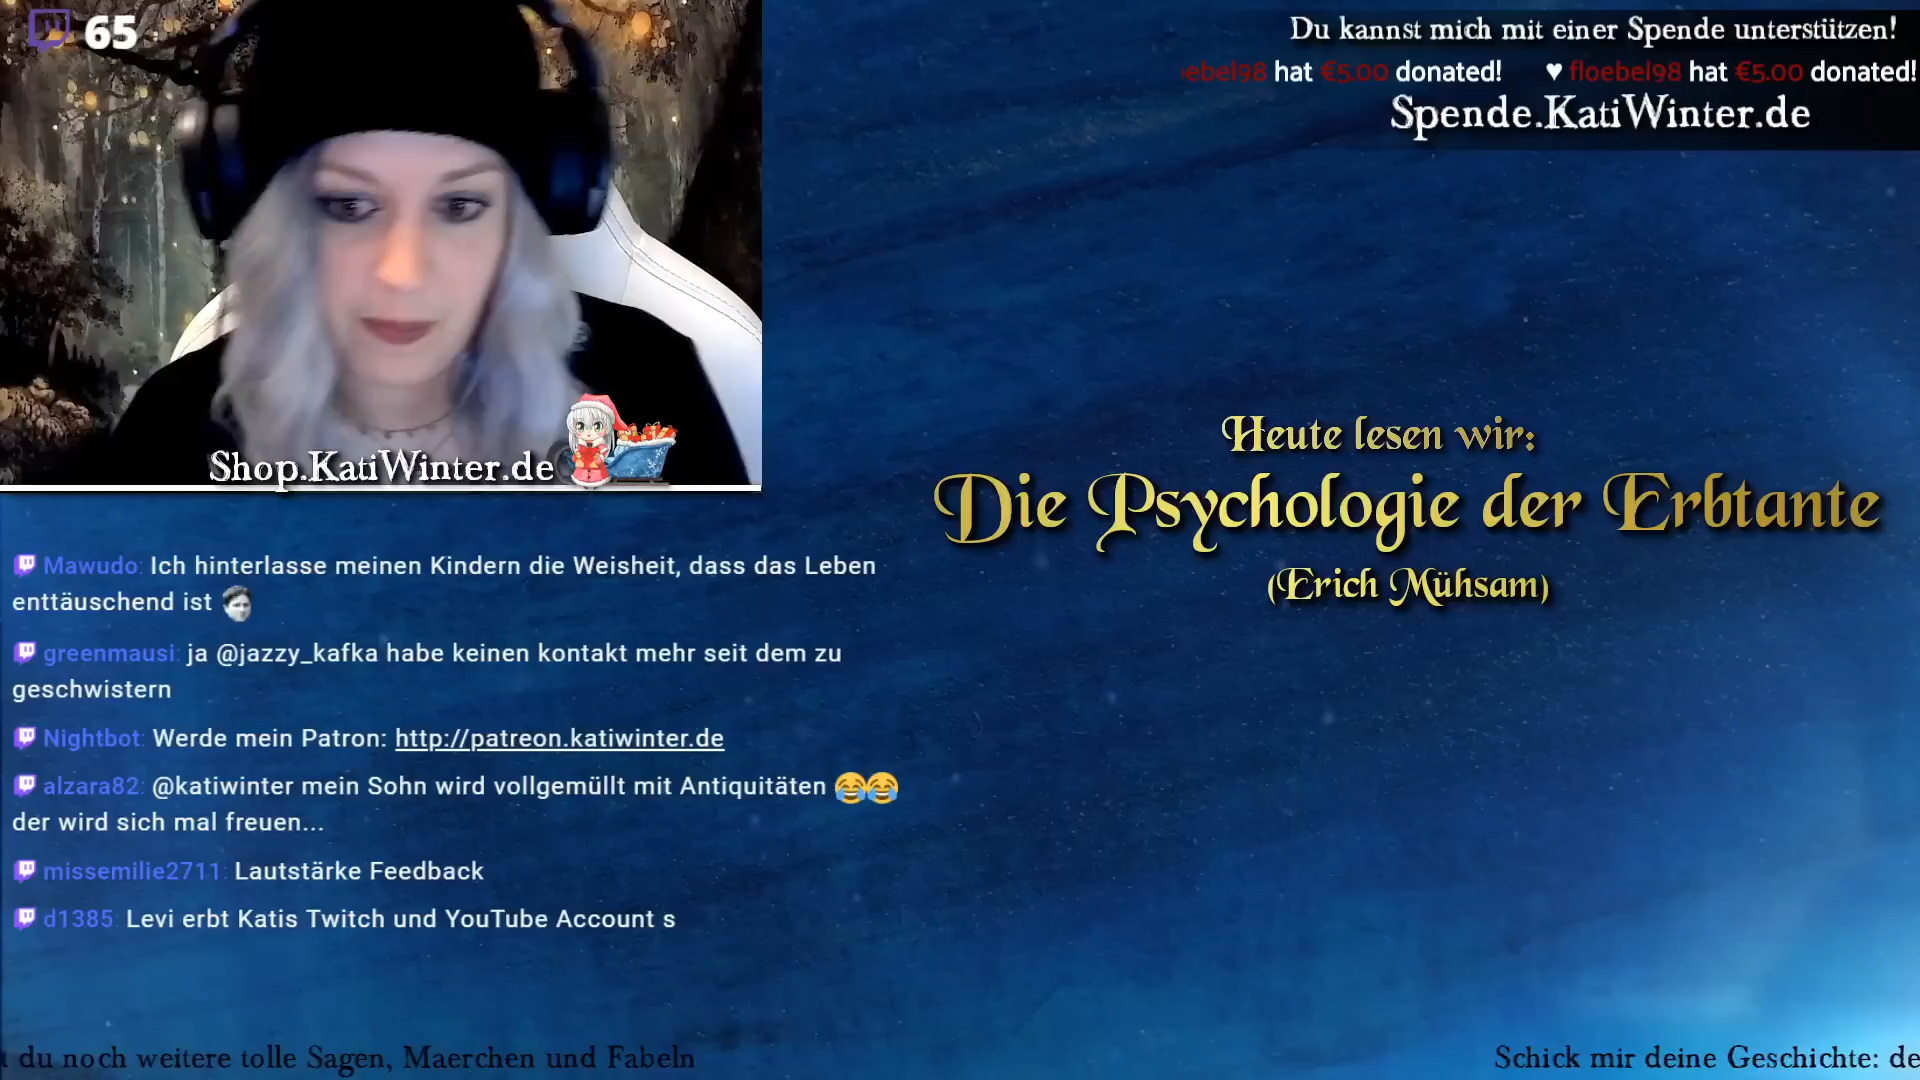 65
Du kannst mich mit einer Spende unterstützen!
hat €5.00 donated! ♥ floebel98 hat €5.00 donated!
Spende.KatiWinter.de
Shop.KatiWinter.de
Heute lesen wir:
Die Psychologie der Erbtante
(Erich Mühsam)
Mawudo: Ich hinterlasse meinen Kindern die Weisheit, dass das Leben
enttäuschend ist
greenmausi: ja @jazzy_kafka habe keinen kontakt mehr seit dem zu
geschwistern
Nightbot: Werde mein Patron: http://patreon.katiwinter.de
alzara82: @katiwinter mein Sohn wird vollgemüllt mit Antiquitäten 😂😂
der wird sich mal freuen...
missemilie2711: Lautstärke Feedback
d1385: Levi erbt Katis Twitch und YouTube Account s
du noch weitere tolle Sagen, Maerchen und Fabeln
Schick mir deine Geschichte: de